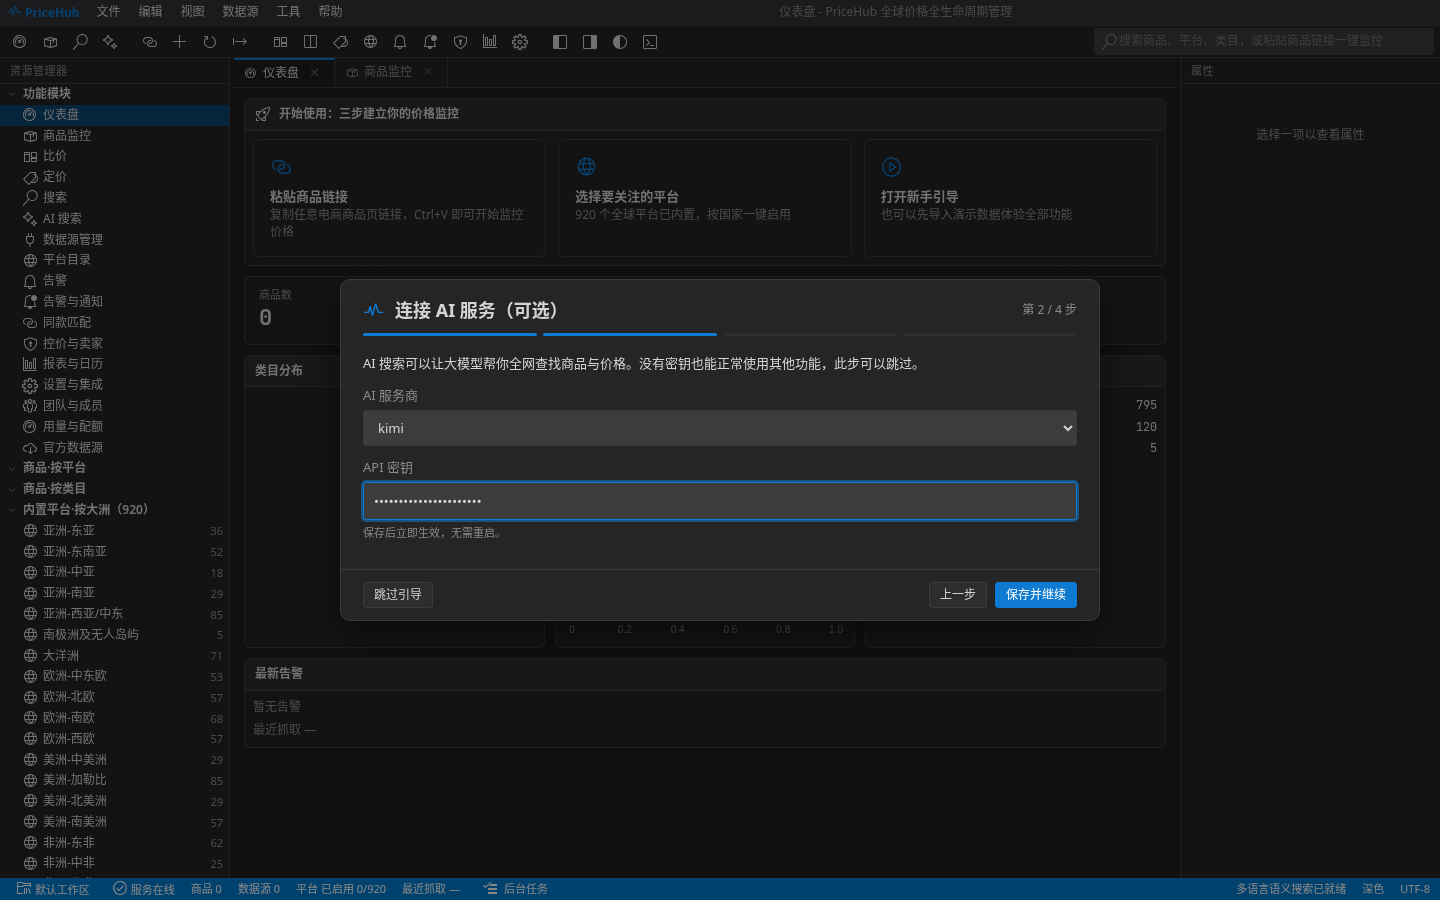 PriceHub 文件 编辑 视图 数据源 工具 帮助
仪表盘 - PriceHub 全球价格全生命周期管理
搜索商品、平台、类目，或粘贴商品链接一键监控
资源管理器
功能模块
仪表盘
商品监控
比价
定价
搜索
AI 搜索
数据源管理
平台目录
告警
告警与通知
同款匹配
控价与卖家
报表与日历
设置与集成
团队与成员
用量与配额
官方数据源
商品·按平台
商品·按类目
内置平台·按大洲（920）
亚洲-东亚 36
亚洲-东南亚 52
亚洲-中亚 18
亚洲-南亚 29
亚洲-西亚/中东 85
南极洲及无人岛屿 5
大洋洲 71
欧洲-中东欧 53
欧洲-北欧 57
欧洲-南欧 68
欧洲-西欧 57
美洲-中美洲 29
美洲-加勒比 85
美洲-北美洲 29
美洲-南美洲 57
非洲-东非 62
非洲-中非 25
仪表盘 商品监控
开始使用：三步建立你的价格监控
粘贴商品链接
复制任意电商商品页链接，Ctrl+V 即可开始监控
价格
选择要关注的平台
920 个全球平台已内置，按国家一键启用
打开新手引导
也可以先导入演示数据体验全部功能
商品数
0
类目分布
795
120
5
连接 AI 服务（可选）
第 2 / 4 步
AI 搜索可以让大模型帮你全网查找商品与价格。没有密钥也能正常使用其他功能，此步可以跳过。
AI 服务商
kimi
API 密钥
••••••••••••••••••••••
保存后立即生效，无需重启。
跳过引导 上一步 保存并继续
0 0.2 0.4 0.6 0.8 1.0
最新告警
暂无告警
最近抓取 —
属性
选择一项以查看属性
默认工作区 服务在线 商品 0 数据源 0 平台 已启用 0/920 最近抓取 — 后台任务
多语言语义搜索已就绪 深色 UTF-8